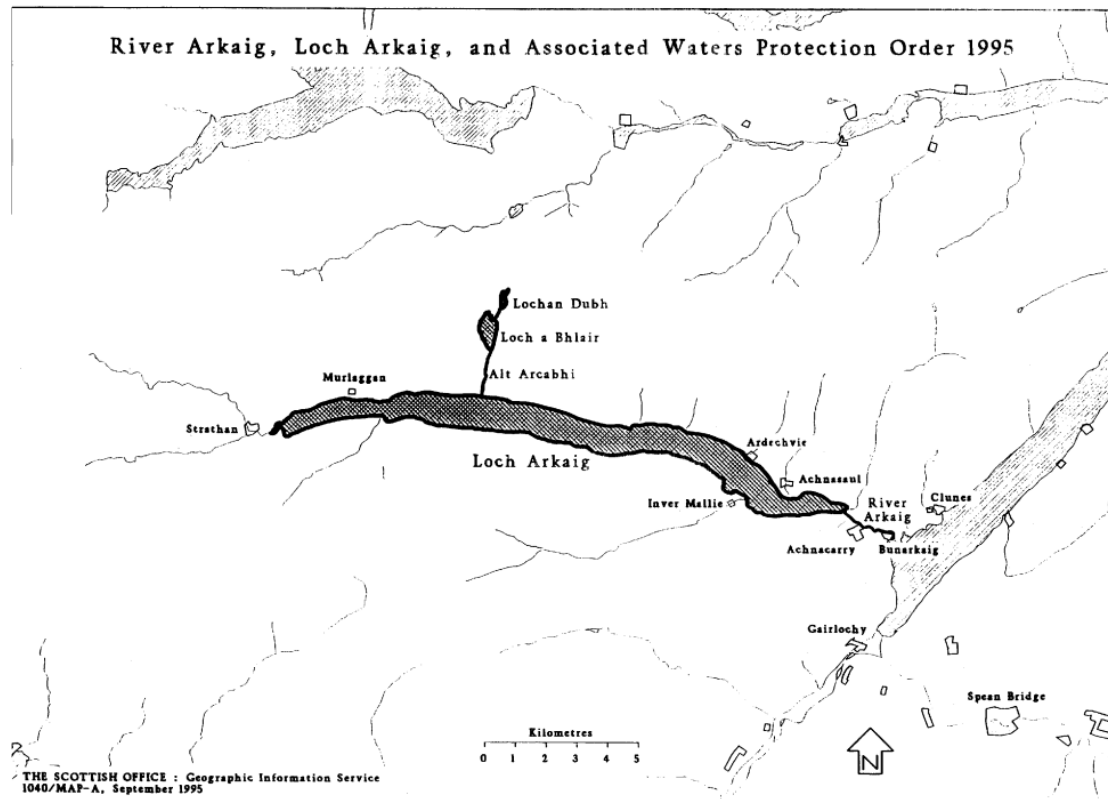 River Arkaig, Loch Arkaig, and Associated Waters Protection Order 1995
Lochan Dubh
Loch a Bhlair
Alt Arcabhi
Murlaggan
Strathan
Loch Arkaig
Ardechvie
Achnasaul
Inver Mallie
River
Arkaig
Clunes
Achnacarry
Bunarkaig
Gairlochy
Spean Bridge
Kilometres
0 1 2 3 4 5
N
THE SCOTTISH OFFICE : Geographic Information Service
1040/MAP-A, September 1995